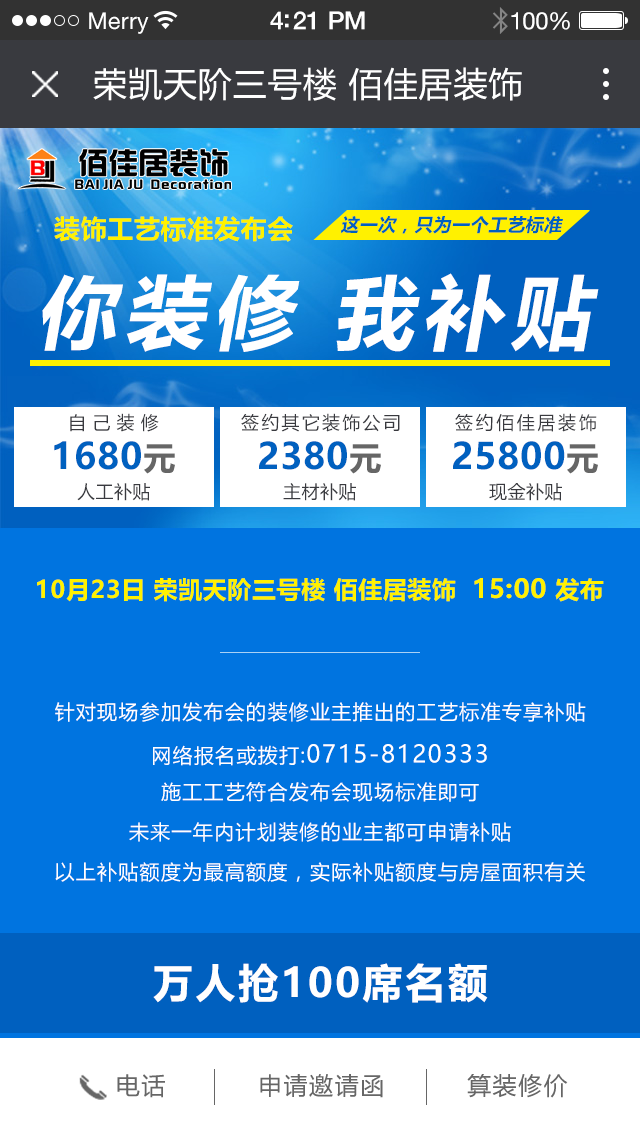 Merry 4:21 PM 100%
荣凯天阶三号楼 佰佳居装饰
BJ 佰佳居装饰
BAI JIA JU Decoration
装饰工艺标准发布会 这一次，只为一个工艺标准
你装修 我补贴
自己装修 签约其它装饰公司 签约佰佳居装饰
1680元 2380元 25800元
人工补贴 主材补贴 现金补贴
10月23日 荣凯天阶三号楼 佰佳居装饰 15:00 发布
针对现场参加发布会的装修业主推出的工艺标准专享补贴
网络报名或拨打:0715-8120333
施工工艺符合发布会现场标准即可
未来一年内计划装修的业主都可申请补贴
以上补贴额度为最高额度，实际补贴额度与房屋面积有关
万人抢100席名额
电话 申请邀请函 算装修价